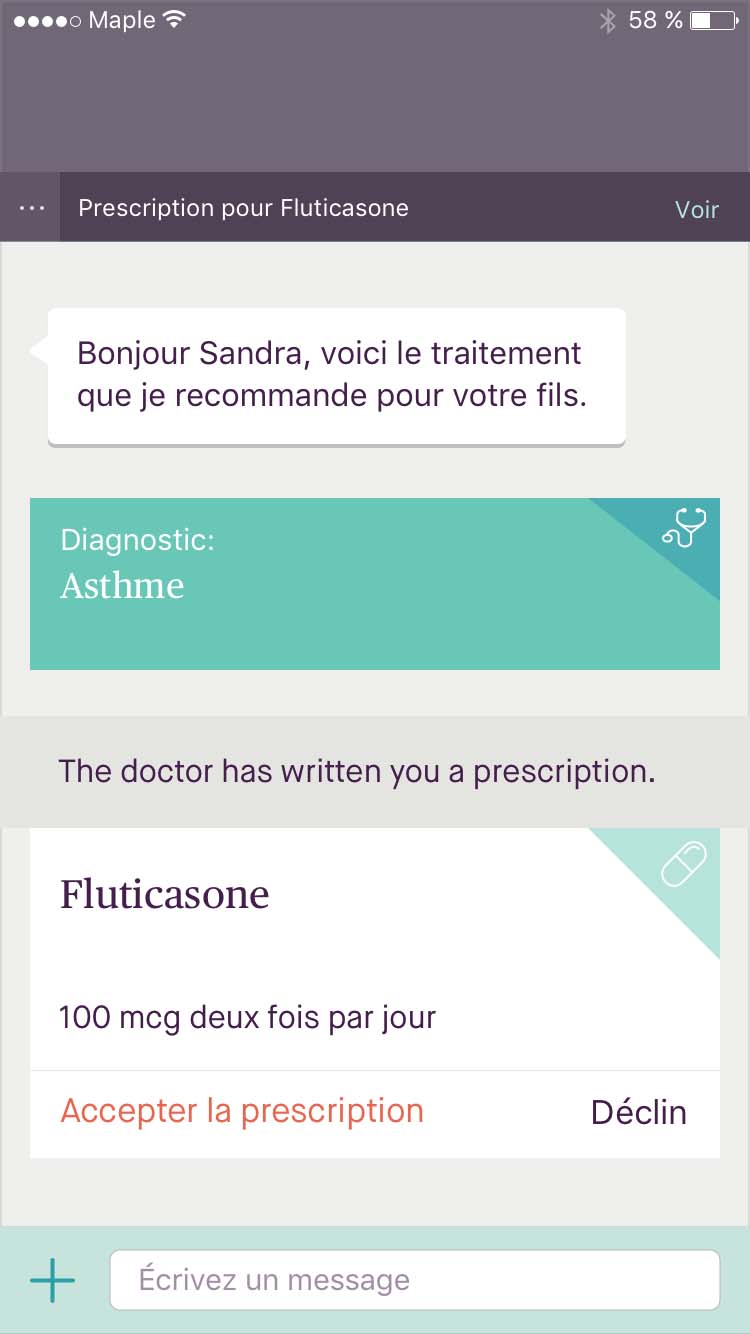 Maple
58 %
... Prescription pour Fluticasone Voir
Bonjour Sandra, voici le traitement
que je recommande pour votre fils.
Diagnostic:
Asthme
The doctor has written you a prescription.
Fluticasone
100 mcg deux fois par jour
Accepter la prescription Déclin
Écrivez un message